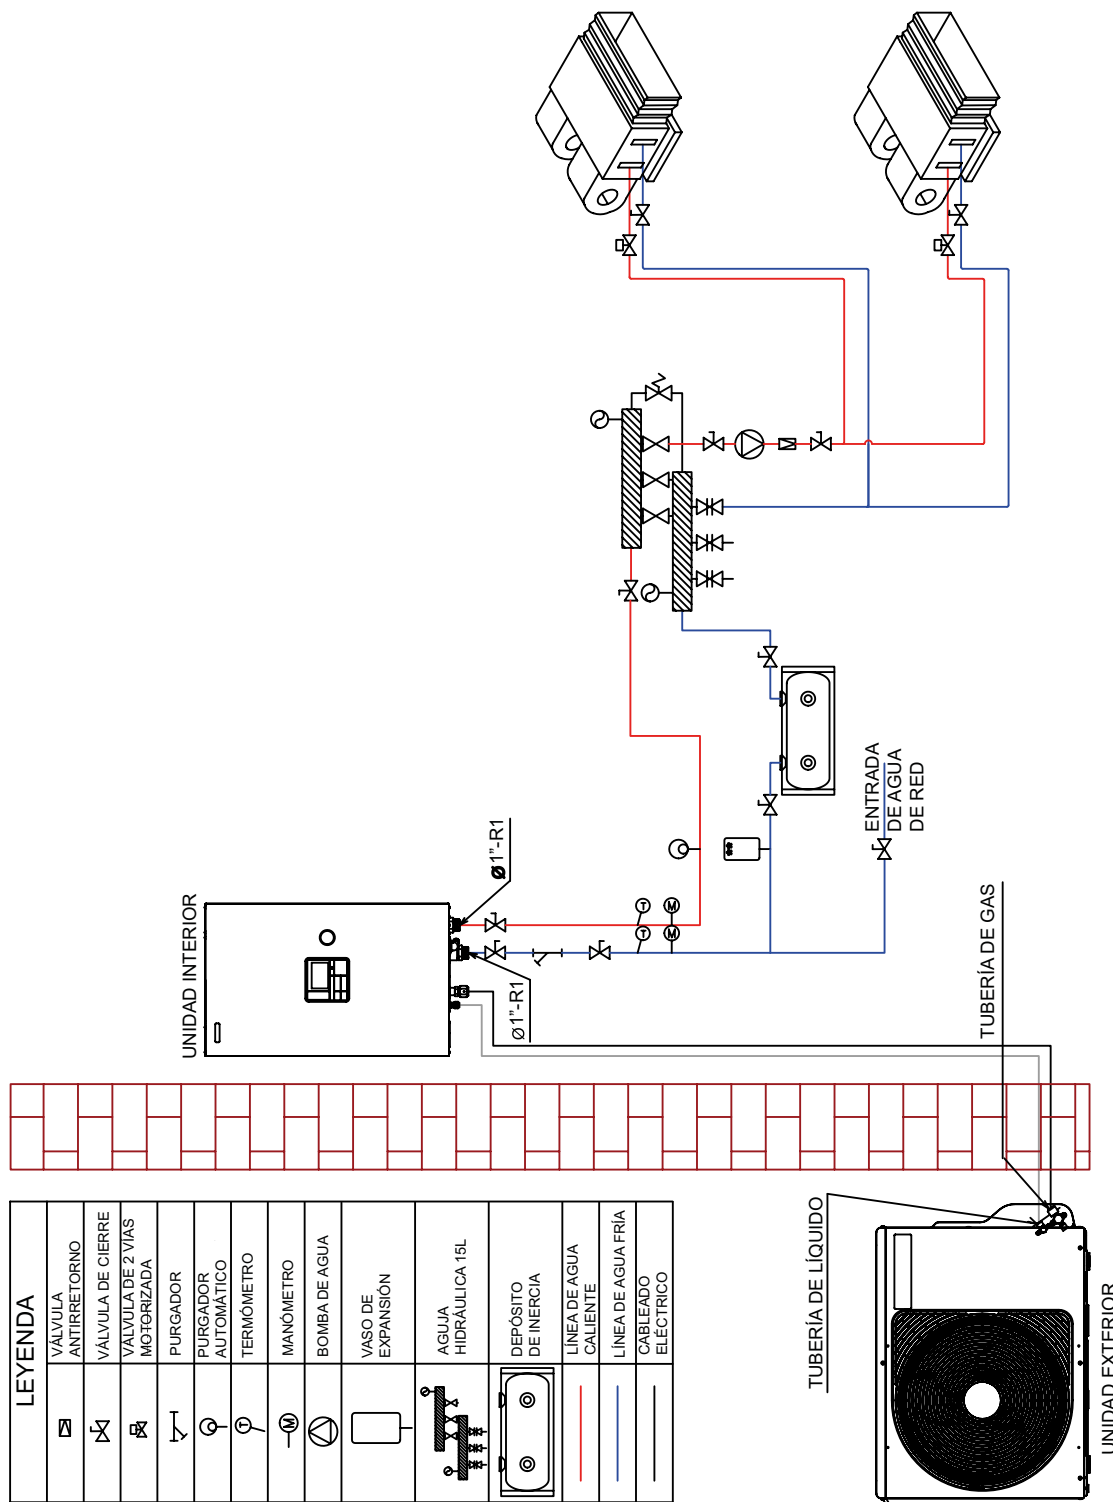 UNIDAD INTERIOR
Ø1"-R1
Ø1"-R1
T
T
M
M
ENTRADA
DE AGUA
DE RED
TUBERÍA DE GAS
TUBERÍA DE LÍQUIDO
UNIDAD EXTERIOR
LEYENDA
VÁLVULA
ANTIRRETORNO
VÁLVULA DE CIERRE
VÁLVULA DE 2 VIAS
MOTORIZADA
PURGADOR
PURGADOR
AUTOMÁTICO
T
TERMÓMETRO
M
MANÓMETRO
BOMBA DE AGUA
VASO DE
EXPANSIÓN
AGUJA
HIDRÁULICA 15L
DEPÓSITO
DE INERCIA
LÍNEA DE AGUA
CALIENTE
LÍNEA DE AGUA FRÍA
CABLEADO
ELÉCTRICO